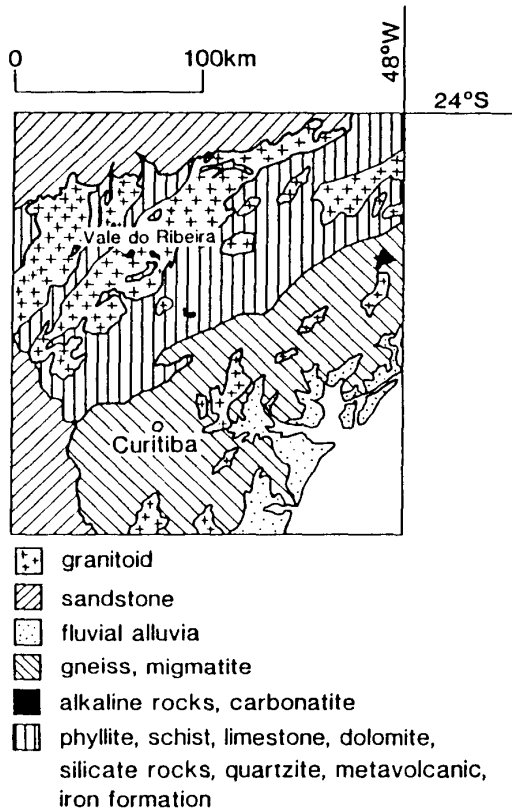 0 100km
48°W
24°S
Vale do Ribeira
Curitiba
granitoid
sandstone
fluvial alluvia
gneiss, migmatite
alkaline rocks, carbonatite
phyllite, schist, limestone, dolomite,
silicate rocks, quartzite, metavolcanic,
iron formation